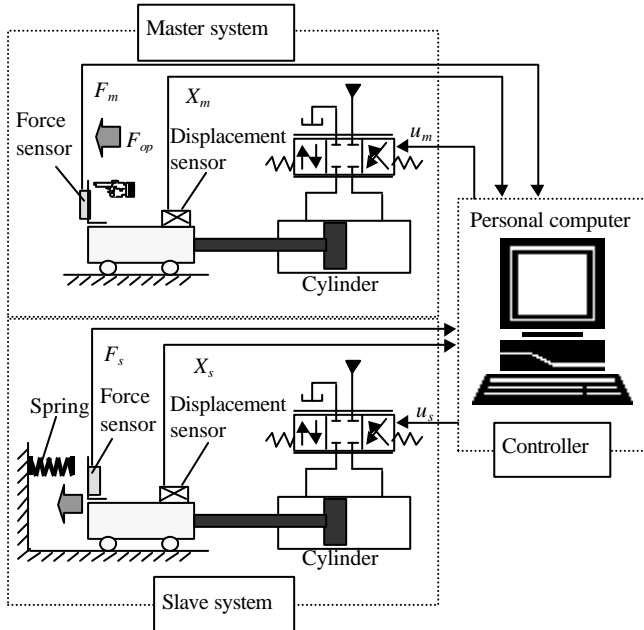 Master system
F_m
X_m
Force
sensor
F_op
Displacement
sensor
u_m
Personal computer
Cylinder
F_s
X_s
Spring
Force
sensor
Displacement
sensor
u_s
Controller
Cylinder
Slave system